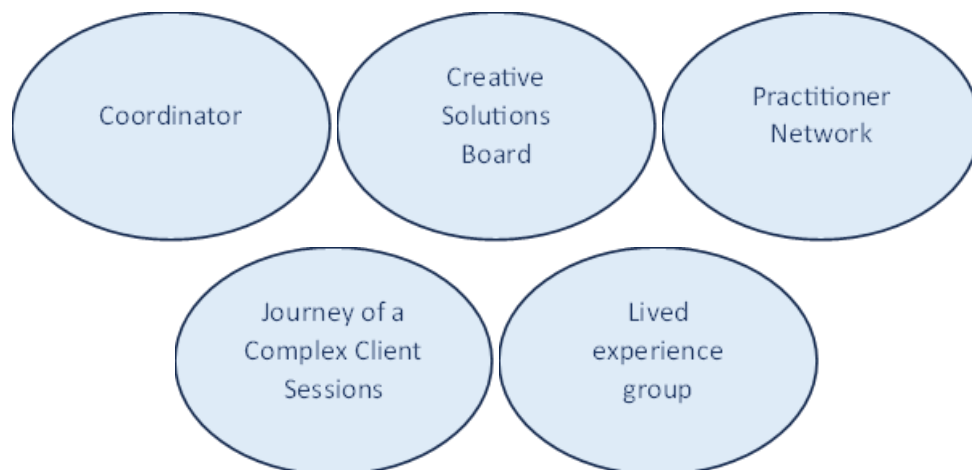 Coordinator
Creative
Solutions
Board
Practitioner
Network
Journey of a
Complex Client
Sessions
Lived
experience
group